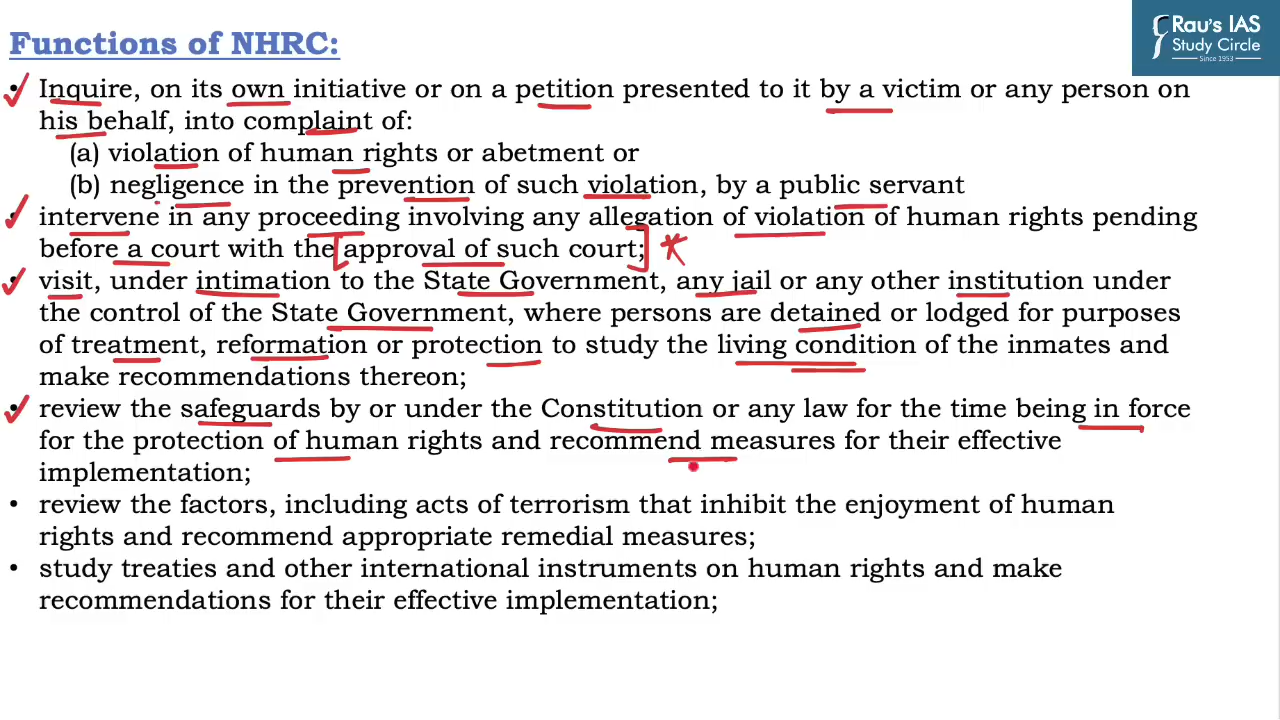 Functions of NHRC:
Rau's IAS
Study Circle
Since 1953
• Inquire, on its own initiative or on a petition presented to it by a victim or any person on
his behalf, into complaint of:
(a) violation of human rights or abetment or
(b) negligence in the prevention of such violation, by a public servant
• intervene in any proceeding involving any allegation of violation of human rights pending
before a court with the [approval of such court;] *
• visit, under intimation to the State Government, any jail or any other institution under
the control of the State Government, where persons are detained or lodged for purposes
of treatment, reformation or protection to study the living condition of the inmates and
make recommendations thereon;
• review the safeguards by or under the Constitution or any law for the time being in force
for the protection of human rights and recommend measures for their effective
implementation;
• review the factors, including acts of terrorism that inhibit the enjoyment of human
rights and recommend appropriate remedial measures;
• study treaties and other international instruments on human rights and make
recommendations for their effective implementation;